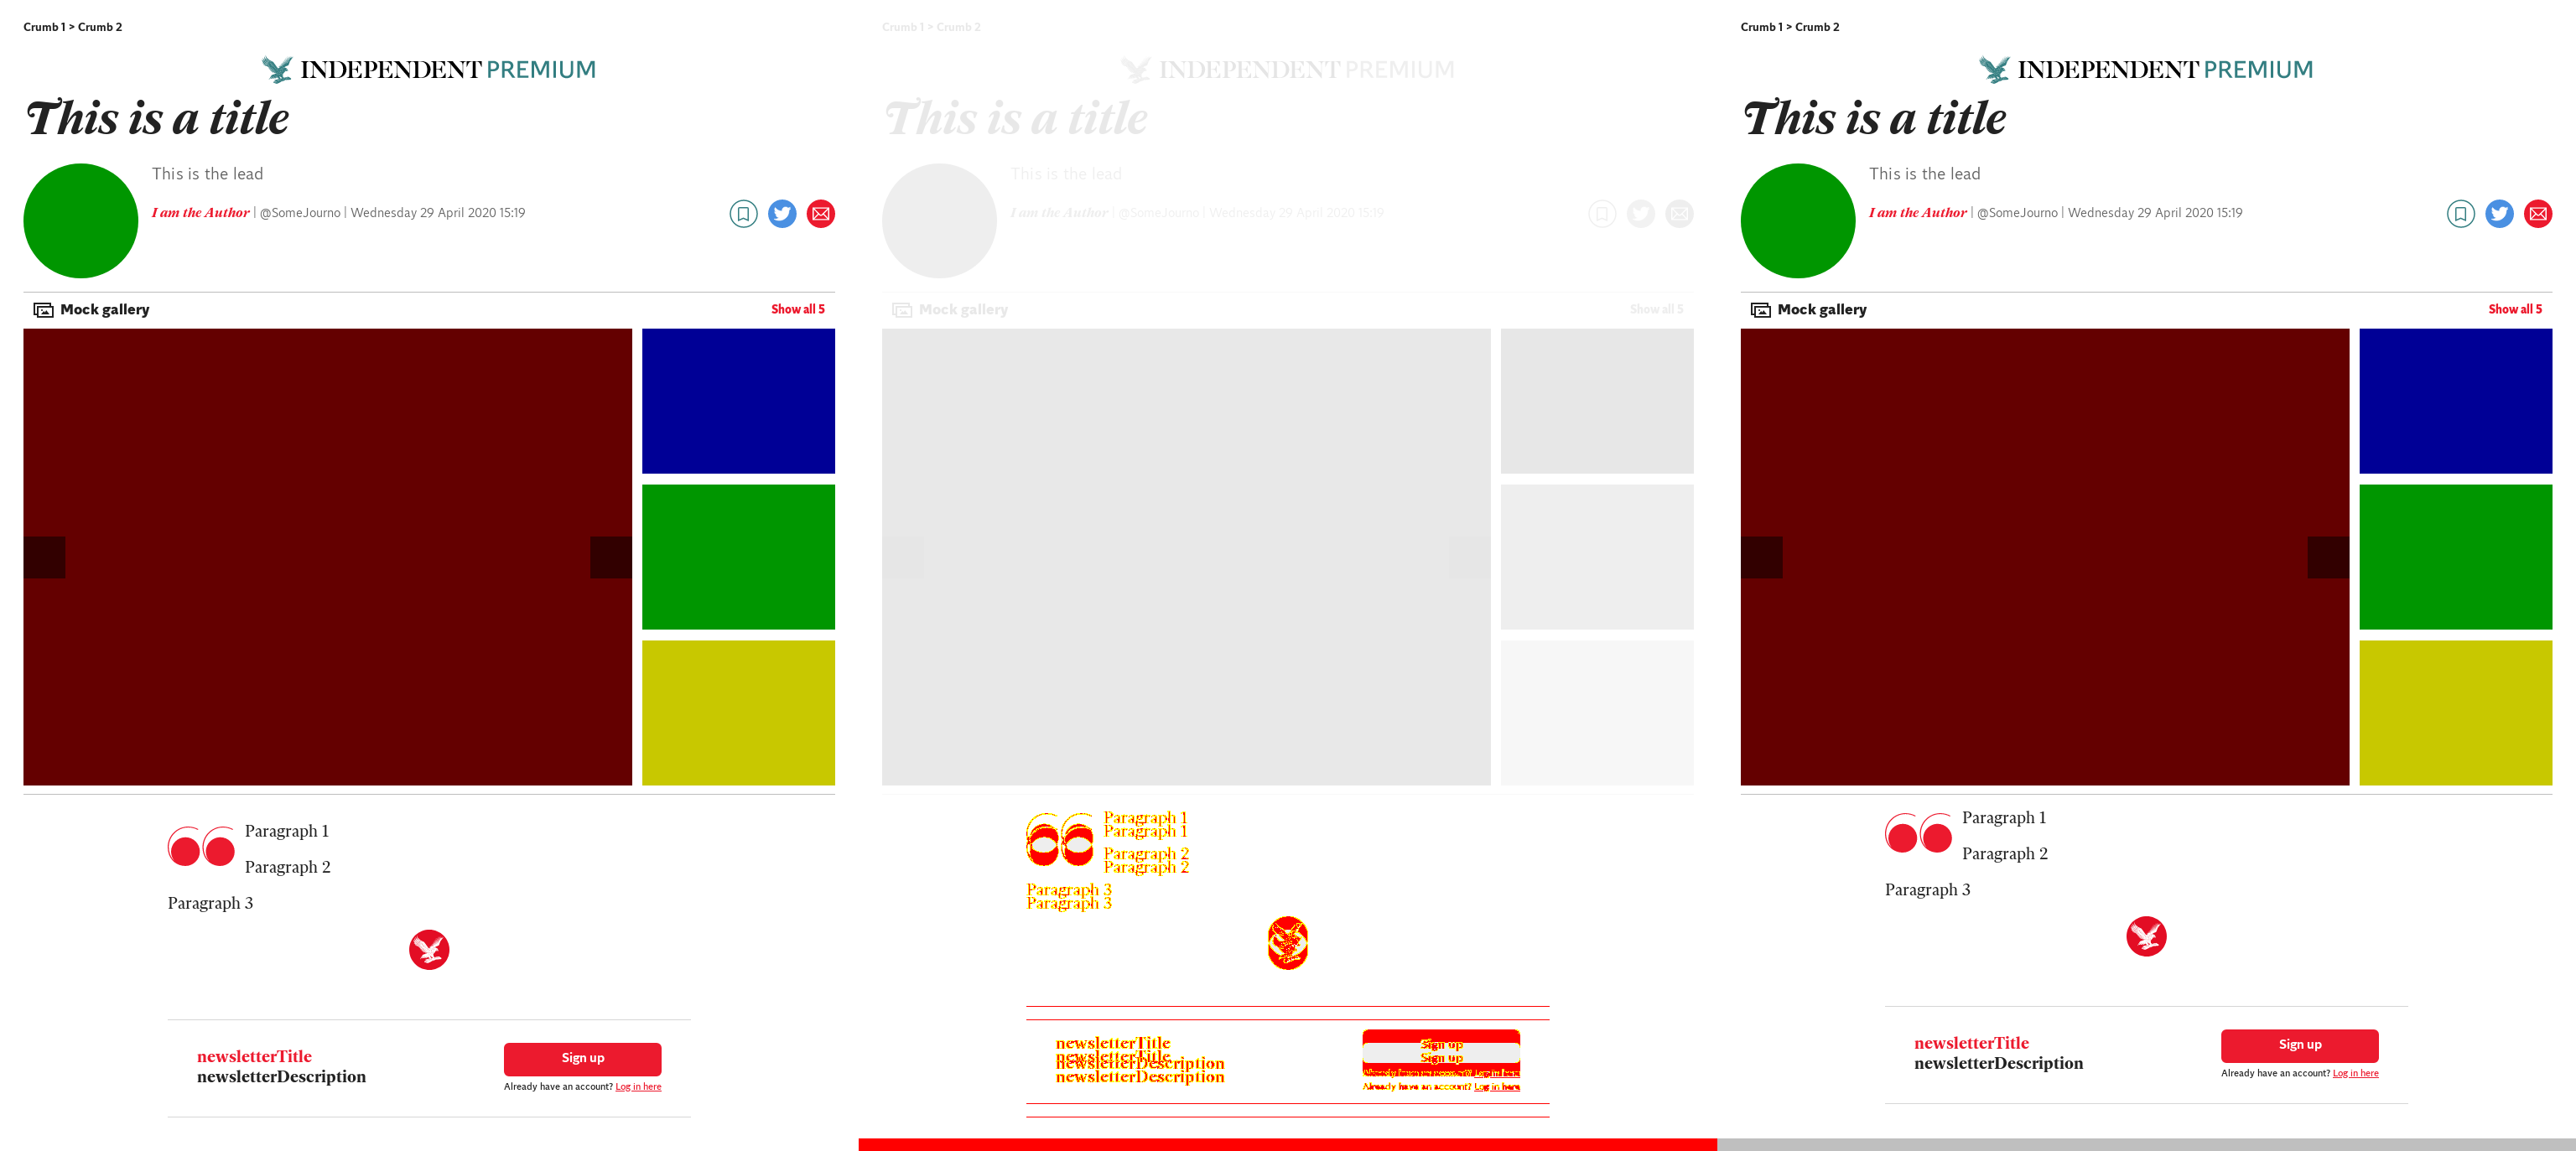 Crumb 1 > Crumb 2
INDEPENDENT PREMIUM
This is a title
This is the lead
I am the Author | @SomeJourno | Wednesday 29 April 2020 15:19
Mock gallery
Show all 5
Paragraph 1
Paragraph 2
Paragraph 3
newsletterTitle
newsletterDescription
Sign up
Already have an account? Log in here
Crumb 1 > Crumb 2
INDEPENDENT PREMIUM
This is a title
This is the lead
I am the Author | @SomeJourno | Wednesday 29 April 2020 15:19
Mock gallery
Show all 5
Paragraph 1
Paragraph 1
Paragraph 2
Paragraph 2
Paragraph 3
Paragraph 3
newsletterTitle
newsletterTitle
newsletterDescription
newsletterDescription
Sign up
Sign up
Already have an account? Log in here
Already have an account? Log in here
Crumb 1 > Crumb 2
INDEPENDENT PREMIUM
This is a title
This is the lead
I am the Author | @SomeJourno | Wednesday 29 April 2020 15:19
Mock gallery
Show all 5
Paragraph 1
Paragraph 2
Paragraph 3
newsletterTitle
newsletterDescription
Sign up
Already have an account? Log in here